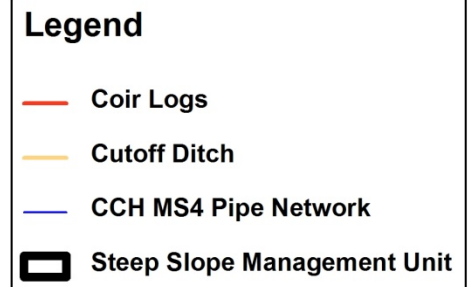 Legend
Coir Logs
Cutoff Ditch
CCH MS4 Pipe Network
Steep Slope Management Unit